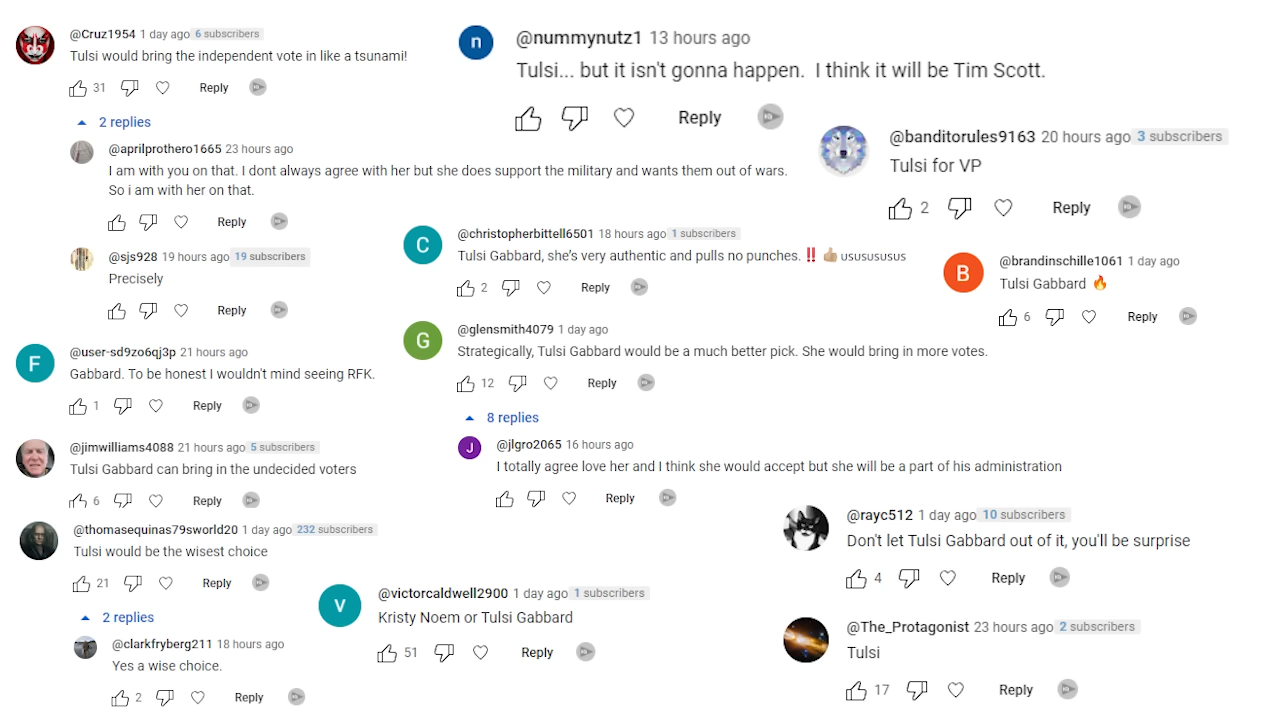 @Cruz1954 1 day ago 6 subscribers
Tulsi would bring the independent vote in like a tsunami!
31 Reply
2 replies
@aprilprothero1665 23 hours ago
I am with you on that. I dont always agree with her but she does support the military and wants them out of wars.
So i am with her on that.
Reply
@sjs928 19 hours ago 19 subscribers
Precisely
Reply
F
@user-sd9zo6qj3p 21 hours ago
Gabbard. To be honest I wouldn't mind seeing RFK.
1 Reply
@jimwilliams4088 21 hours ago 5 subscribers
Tulsi Gabbard can bring in the undecided voters
6 Reply
@thomasequinas79sworld20 1 day ago 232 subscribers
Tulsi would be the wisest choice
21 Reply
2 replies
@clarkfryberg211 18 hours ago
Yes a wise choice.
2 Reply
n
@nummynutz1 13 hours ago
Tulsi... but it isn't gonna happen. I think it will be Tim Scott.
Reply
@banditorules9163 20 hours ago 3 subscribers
Tulsi for VP
2 Reply
C
@christopherbittell6501 18 hours ago 1 subscribers
Tulsi Gabbard, she's very authentic and pulls no punches. ‼️ 👍🏽 ususususus
2 Reply
B
@brandinschille1061 1 day ago
Tulsi Gabbard 🔥
6 Reply
G
@glensmith4079 1 day ago
Strategically, Tulsi Gabbard would be a much better pick. She would bring in more votes.
12 Reply
8 replies
J
@jlgro2065 16 hours ago
I totally agree love her and I think she would accept but she will be a part of his administration
Reply
V
@victorcaldwell2900 1 day ago 1 subscribers
Kristy Noem or Tulsi Gabbard
51 Reply
@rayc512 1 day ago 10 subscribers
Don't let Tulsi Gabbard out of it, you'll be surprise
4 Reply
@The_Protagonist 23 hours ago 2 subscribers
Tulsi
17 Reply